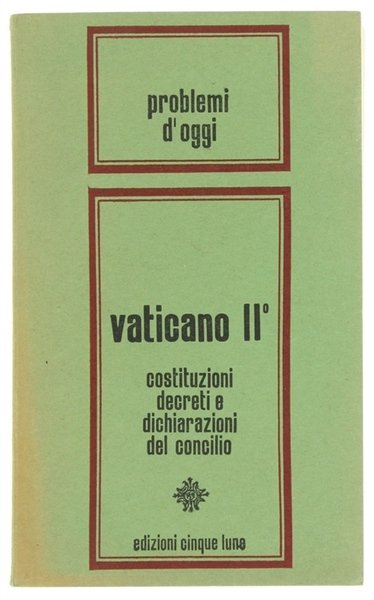 problemi
d'oggi
vaticano II°
costituzioni
decreti e
dichiarazioni
del concilio
edizioni cinque lune